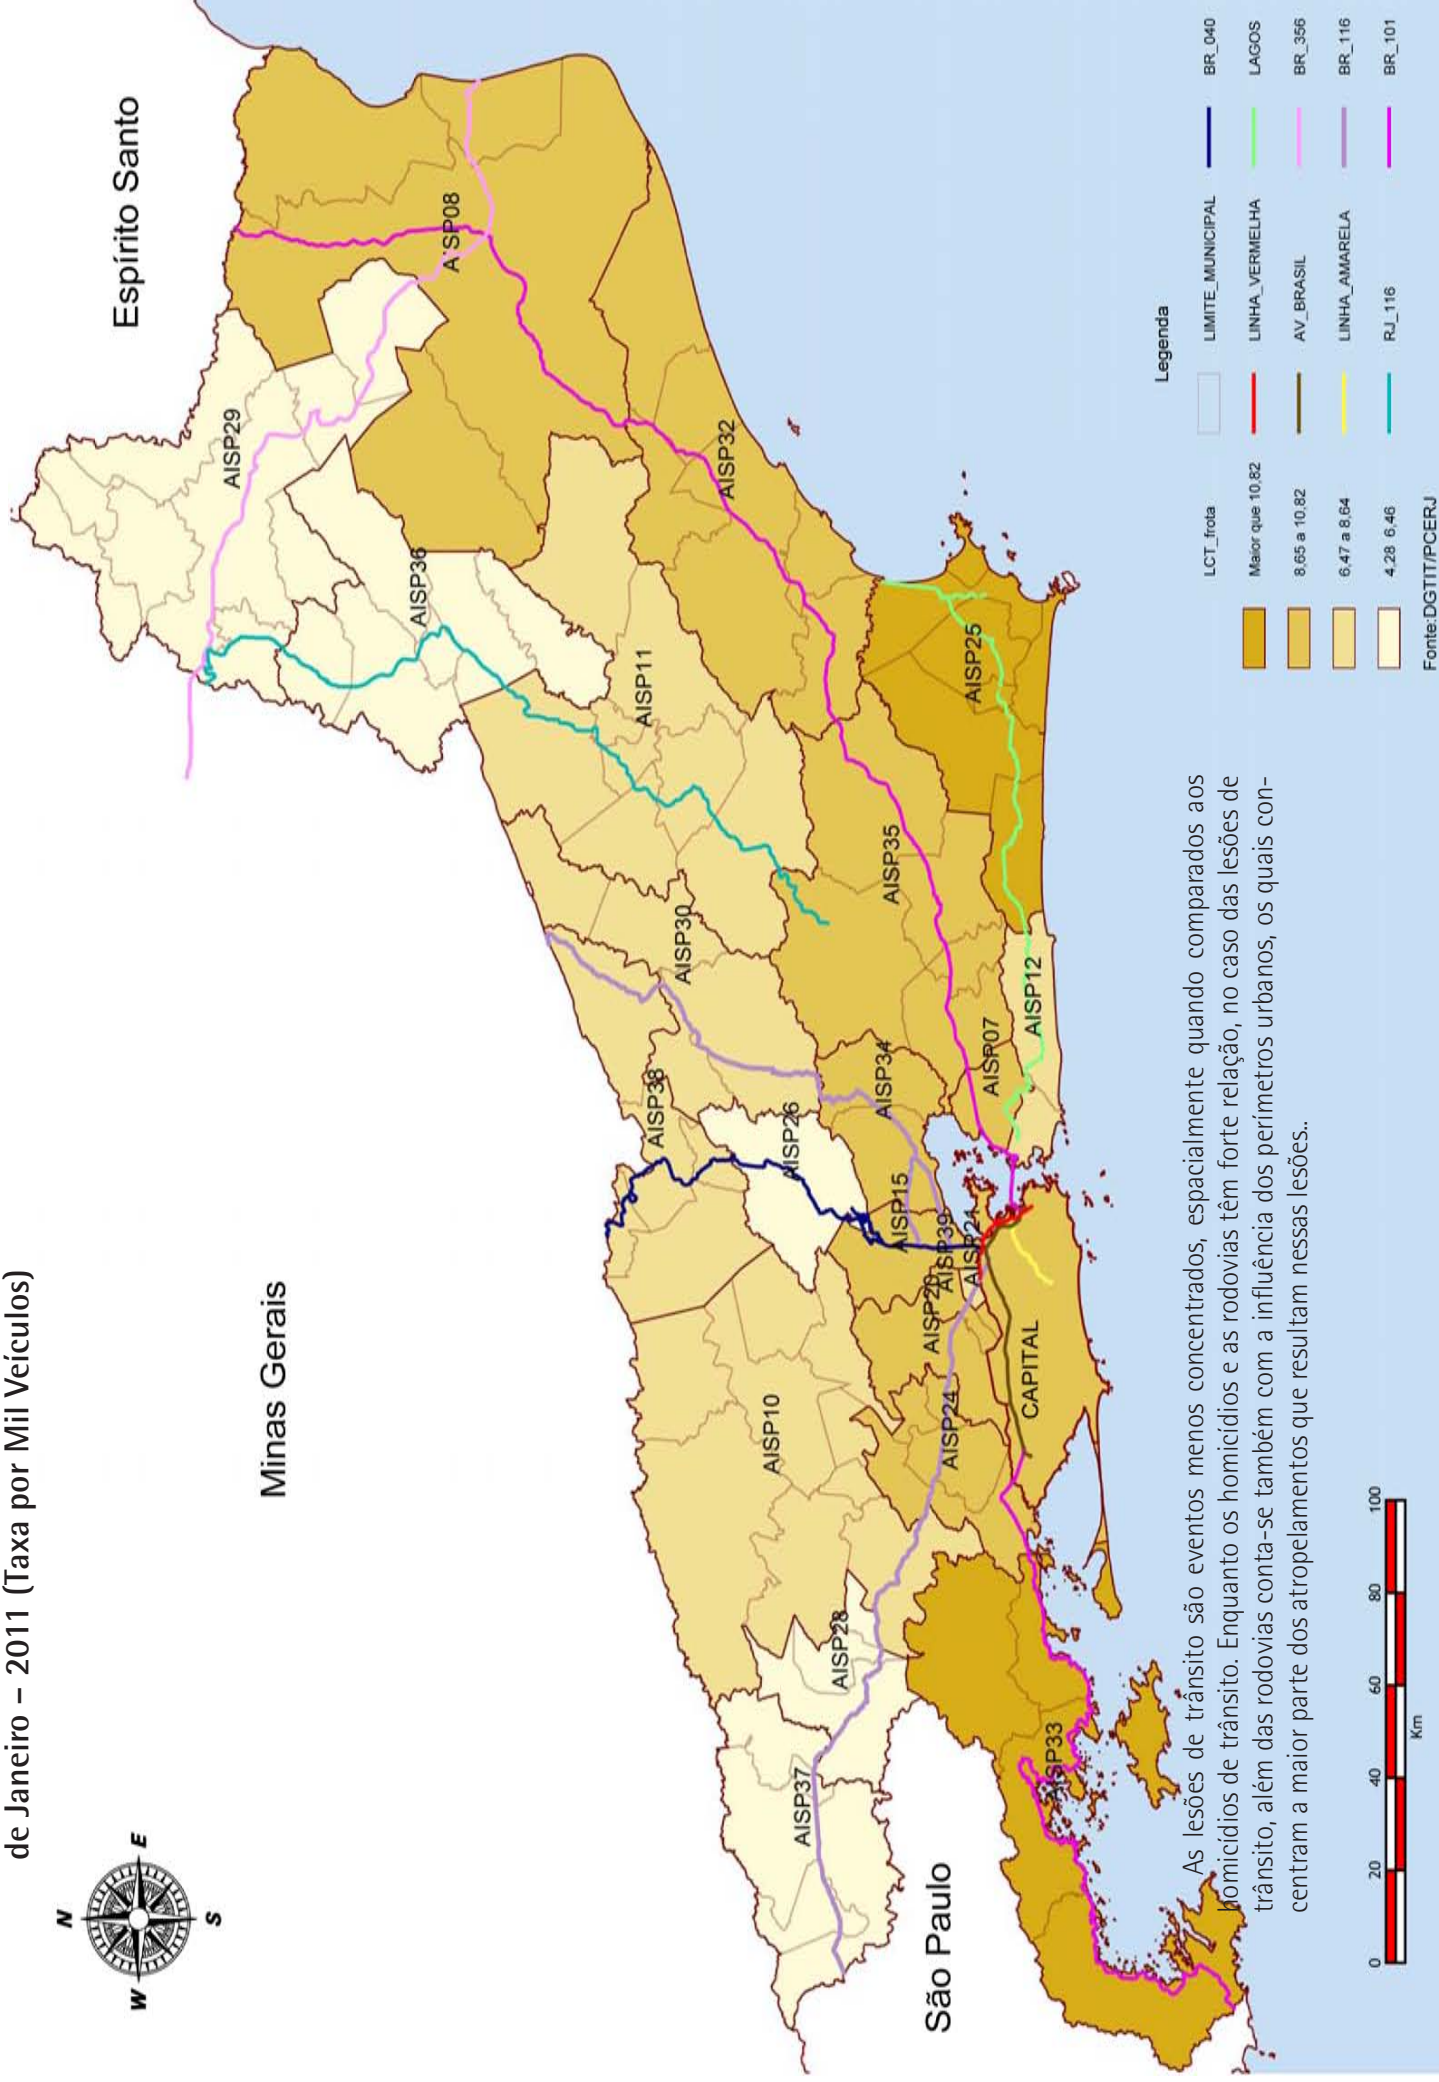 de Janeiro – 2011 (Taxa por Mil Veículos)
N
W
E
S
Minas Gerais
Espírito Santo
São Paulo
AISP29
AISP08
AISP36
AISP32
AISP11
AISP25
AISP30
AISP35
AISP38
AISP34
AISP12
AISP07
AISP26
AISP15
AISP39
AISP21
AISP20
AISP10
CAPITAL
AISP24
AISP28
AISP37
AISP33
Legenda
LCT_frota
Maior que 10,82
8,65 a 10,82
6,47 a 8,64
4,28 6,46
LIMITE_MUNICIPAL
LINHA_VERMELHA
AV_BRASIL
LINHA_AMARELA
RJ_116
BR_040
LAGOS
BR_356
BR_116
BR_101
Fonte:DGTIT/PCERJ
As lesões de trânsito são eventos menos concentrados, espacialmente quando comparados aos
homicídios de trânsito. Enquanto os homicídios e as rodovias têm forte relação, no caso das lesões de
trânsito, além das rodovias conta-se também com a influência dos perímetros urbanos, os quais con-
centram a maior parte dos atropelamentos que resultam nessas lesões..
0 20 40 60 80 100
Km